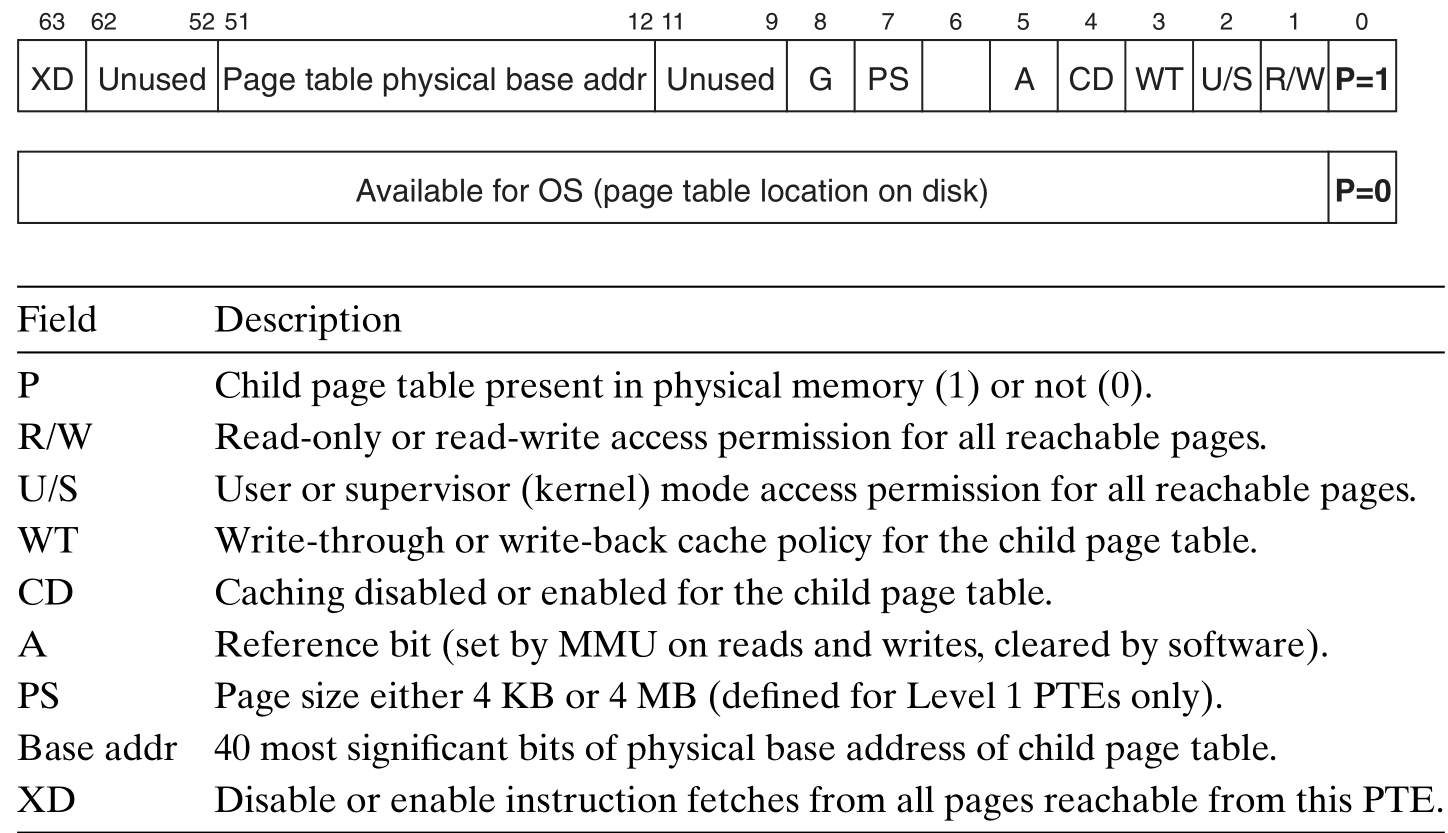 63 62 52 51 12 11 9 8 7 6 5 4 3 2 1 0
XD Unused Page table physical base addr Unused G PS A CD WT U/S R/W P=1
Available for OS (page table location on disk) P=0
Field Description
P Child page table present in physical memory (1) or not (0).
R/W Read-only or read-write access permission for all reachable pages.
U/S User or supervisor (kernel) mode access permission for all reachable pages.
WT Write-through or write-back cache policy for the child page table.
CD Caching disabled or enabled for the child page table.
A Reference bit (set by MMU on reads and writes, cleared by software).
PS Page size either 4 KB or 4 MB (defined for Level 1 PTEs only).
Base addr 40 most significant bits of physical base address of child page table.
XD Disable or enable instruction fetches from all pages reachable from this PTE.